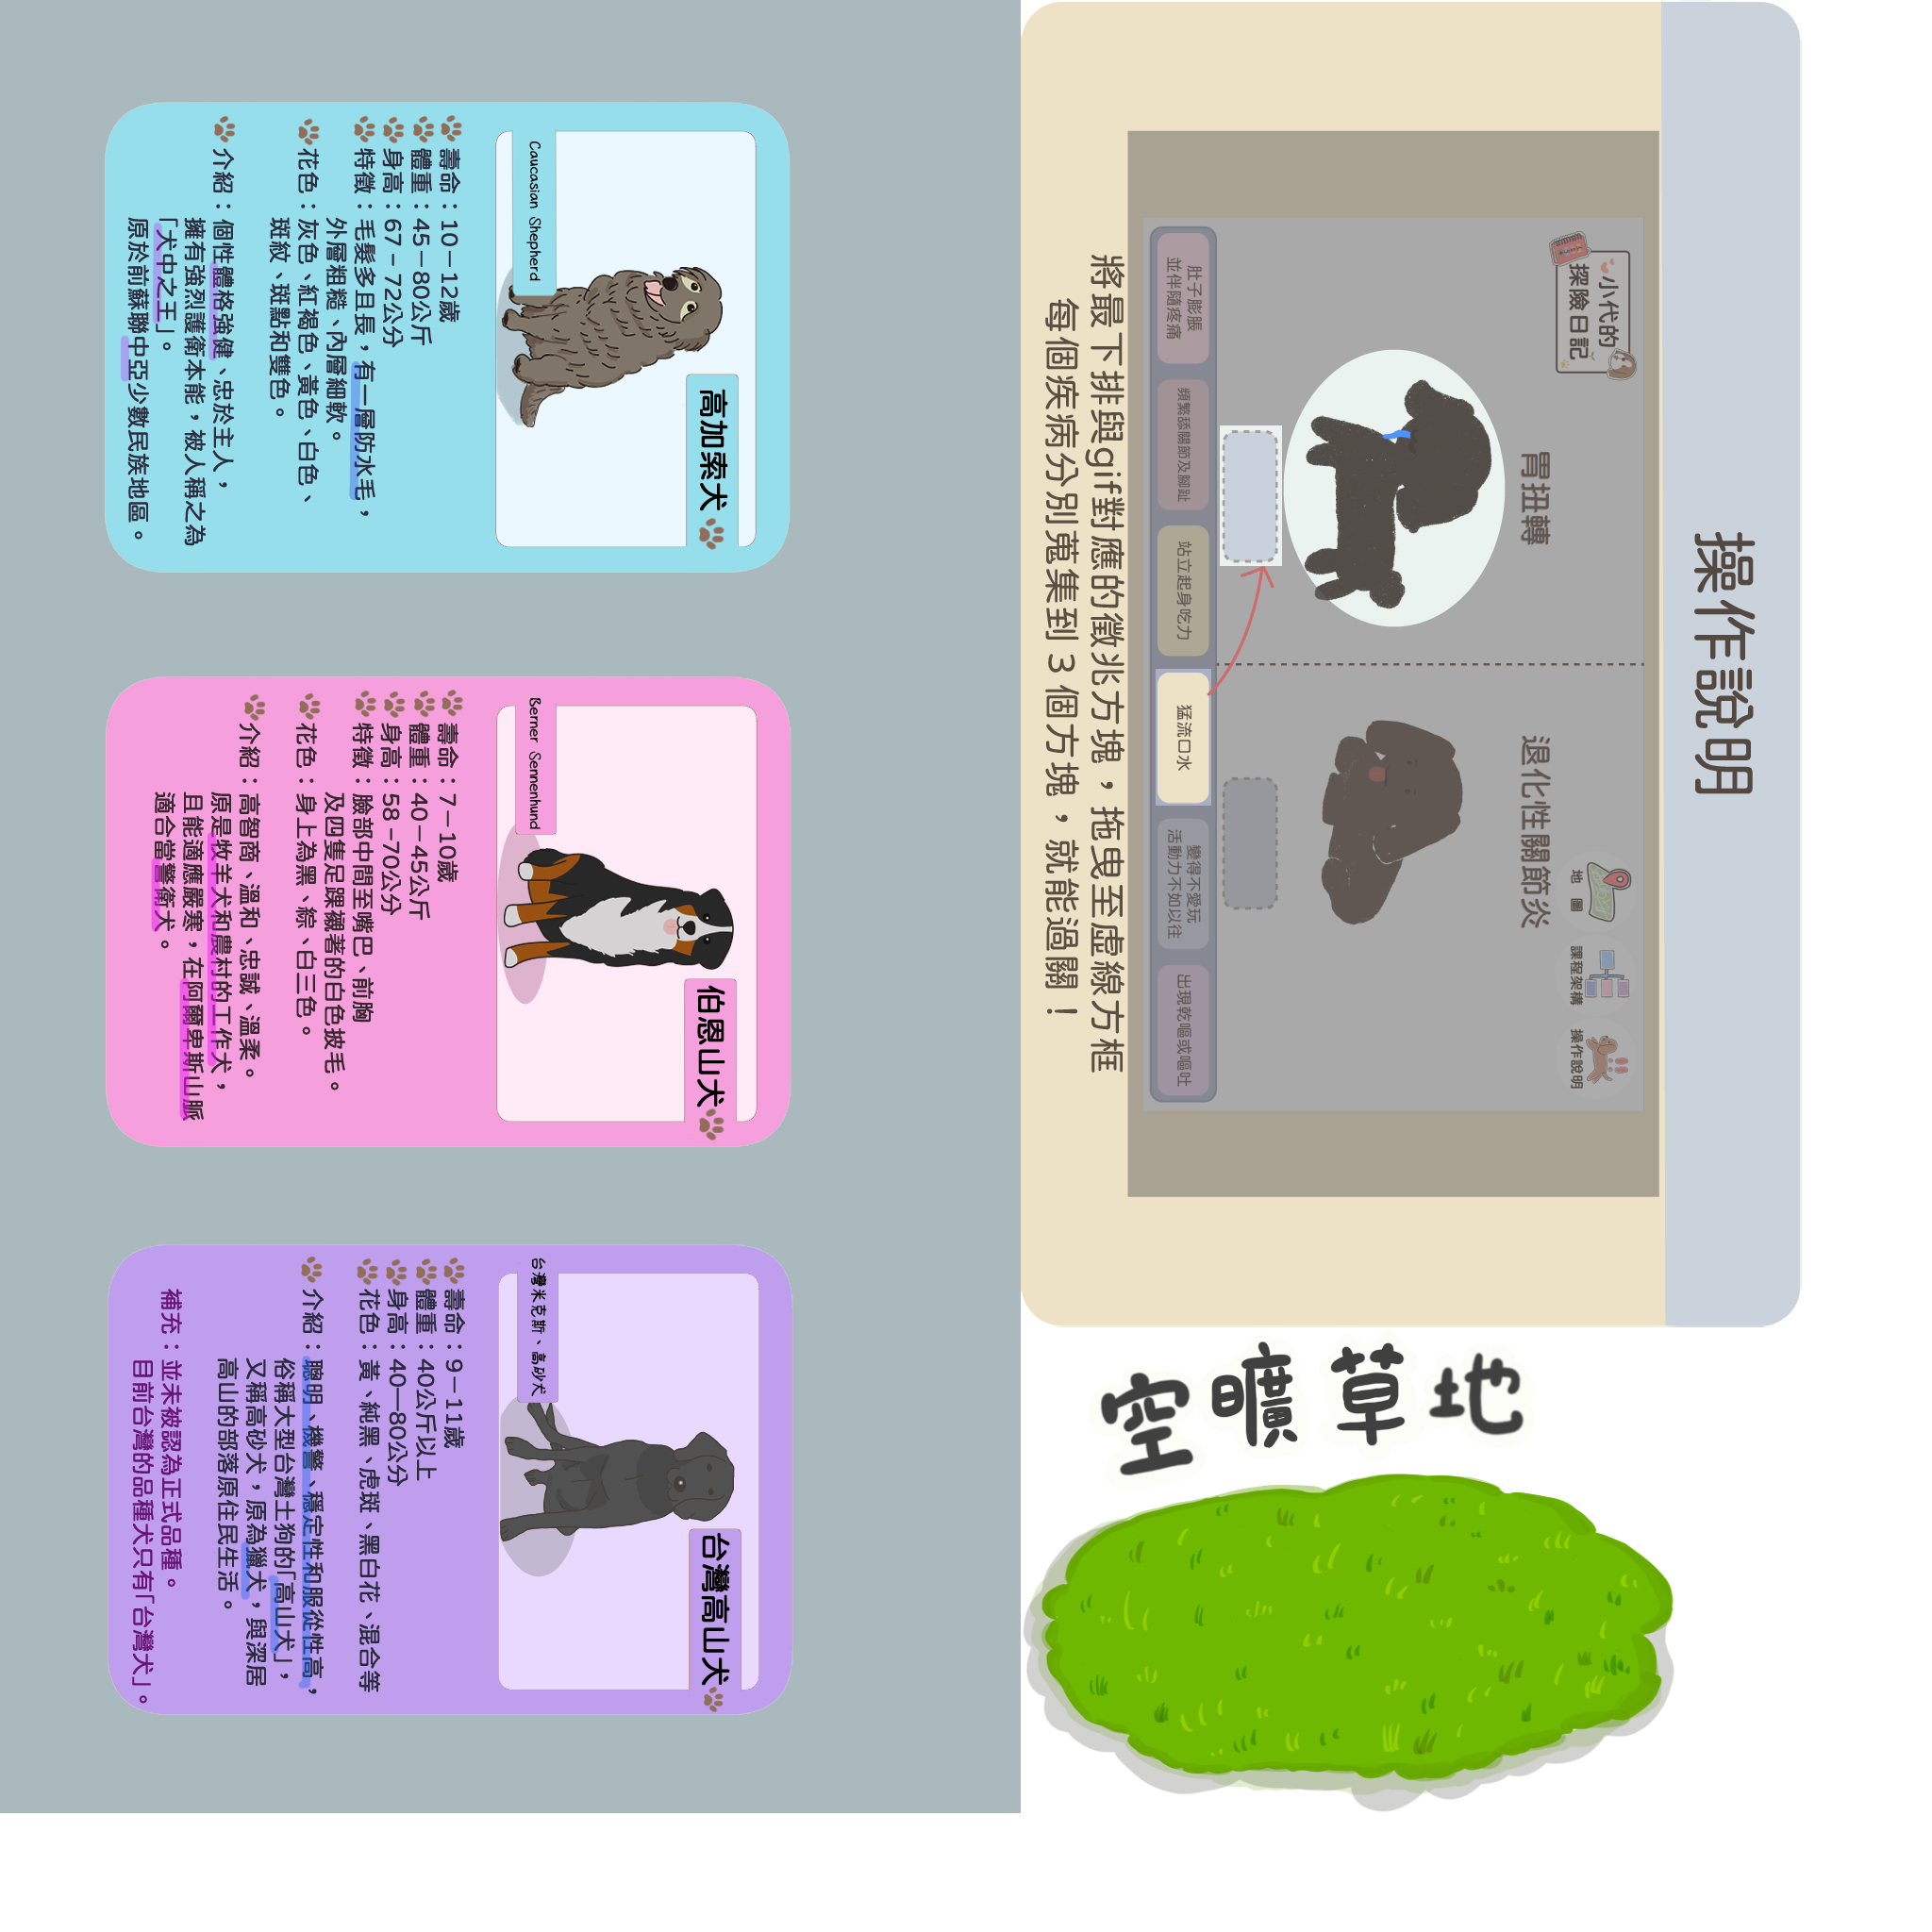 高加索犬
Caucasian Shepherd
壽命：10－12歲
體重：45－80公斤
身高：67－72公分
特徵：毛髮多且長，有一層防水毛，
外層粗糙、內層細軟。
花色：灰色、紅褐色、黃色、白色、
斑紋、斑點和雙色。
介紹：個性體格強健、忠於主人，
擁有強烈護衛本能，被人稱之為
「犬中之王」。
原於前蘇聯中亞少數民族地區。
伯恩山犬
Berner Sennenhund
壽命：7－10歲
體重：40－45公斤
身高：58－70公分
特徵：臉部中間至嘴巴、前胸
及四隻足踝襯著的白色披毛。
花色：身上為黑、綜、白三色。
介紹：高智商、溫和、忠誠、溫柔。
原是牧羊犬和農村的工作犬，
且能適應嚴寒，在阿爾卑斯山脈
適合當警衛犬。
台灣高山犬
台灣米克斯、高砂犬
壽命：9－11歲
體重：40公斤以上
身高：40—80公分
花色：黃、純黑、虎斑、黑白花、混合等
介紹：聰明、機警、穩定性和服從性高，
俗稱大型台灣土狗的「高山犬」，
又稱高砂犬，原為獵犬，與深居
高山的部落原住民生活。
補充：並未被認為正式品種。
目前台灣的品種犬只有「台灣犬」。
操作說明
小代的
探險日記
地圖
課程架構
操作說明
胃扭轉
退化性關節炎
肚子膨脹
並伴隨疼痛
頻繁舔關節及腳趾
站立起身吃力
猛流口水
變得不愛玩
活動力不如以往
出現乾嘔或嘔吐
將最下排與gif對應的徵兆方塊，拖曳至虛線方框
每個疾病分別蒐集到 3 個方塊，就能過關！
空曠草地